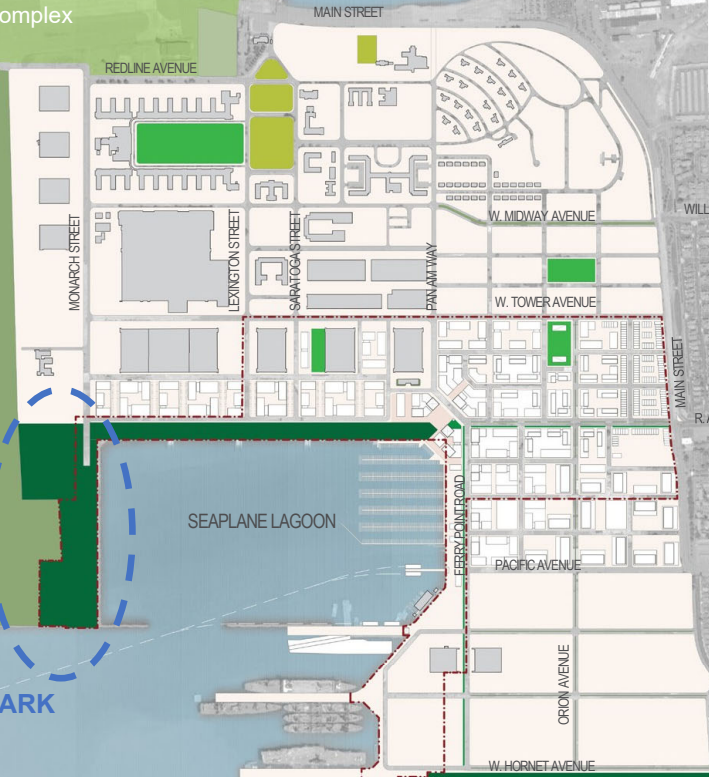 omplex
MAIN STREET
REDLINE AVENUE
MONARCH STREET
LEXINGTON STREET
SARATOGA STREET
PAN AM WAY
W. MIDWAY AVENUE
WILL
W. TOWER AVENUE
MAIN STREET
R. A
SEAPLANE LAGOON
FERRY POINT ROAD
PACIFIC AVENUE
ORION AVENUE
ARK
W. HORNET AVENUE